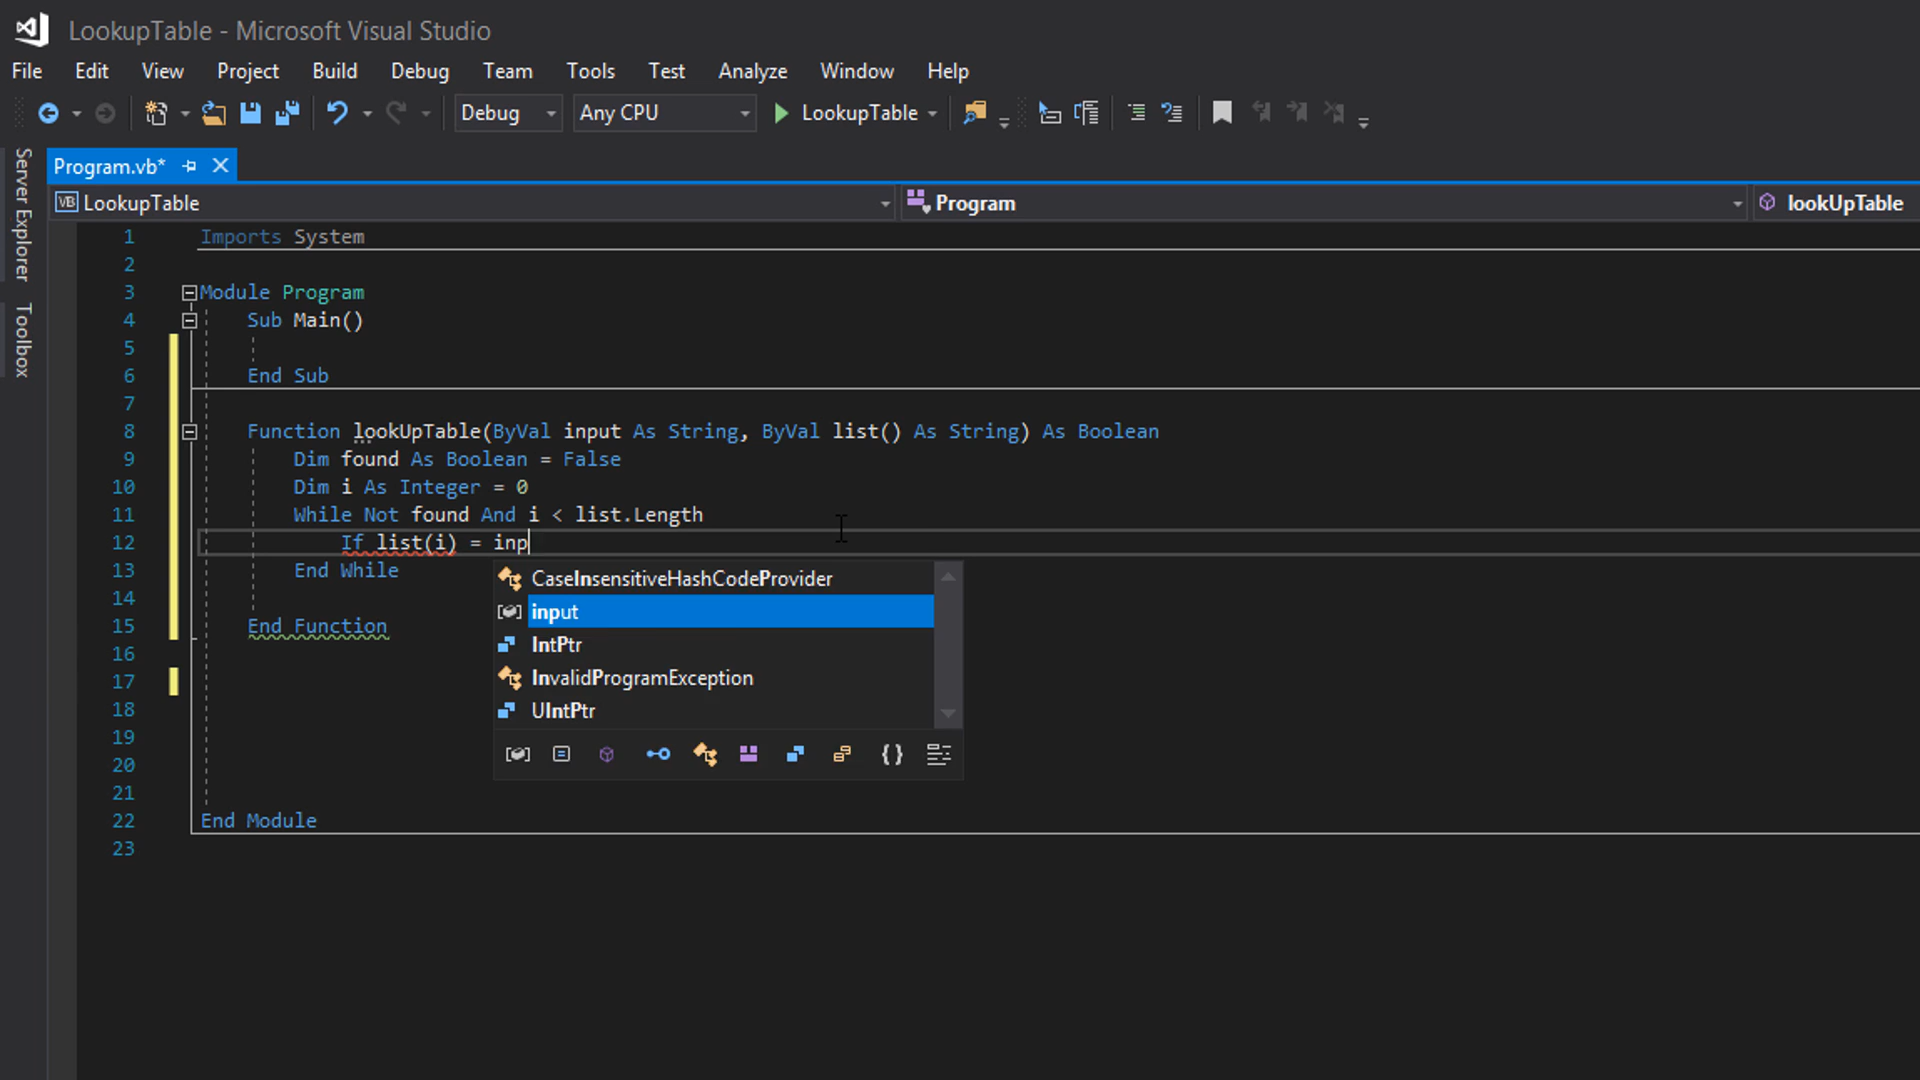 LookupTable - Microsoft Visual Studio
File Edit View Project Build Debug Team Tools Test Analyze Window Help
Debug Any CPU LookupTable
Server Explorer
Toolbox
Program.vb*
VB LookupTable Program lookUpTable
1 Imports System
2
3 Module Program
4 Sub Main()
5
6 End Sub
7
8 Function lookUpTable(ByVal input As String, ByVal list() As String) As Boolean
9 Dim found As Boolean = False
10 Dim i As Integer = 0
11 While Not found And i < list.Length
12 If list(i) = inp
13 End While
14
15 End Function
16
17
18
19
20
21
22 End Module
23
CaseInsensitiveHashCodeProvider
input
IntPtr
InvalidProgramException
UIntPtr